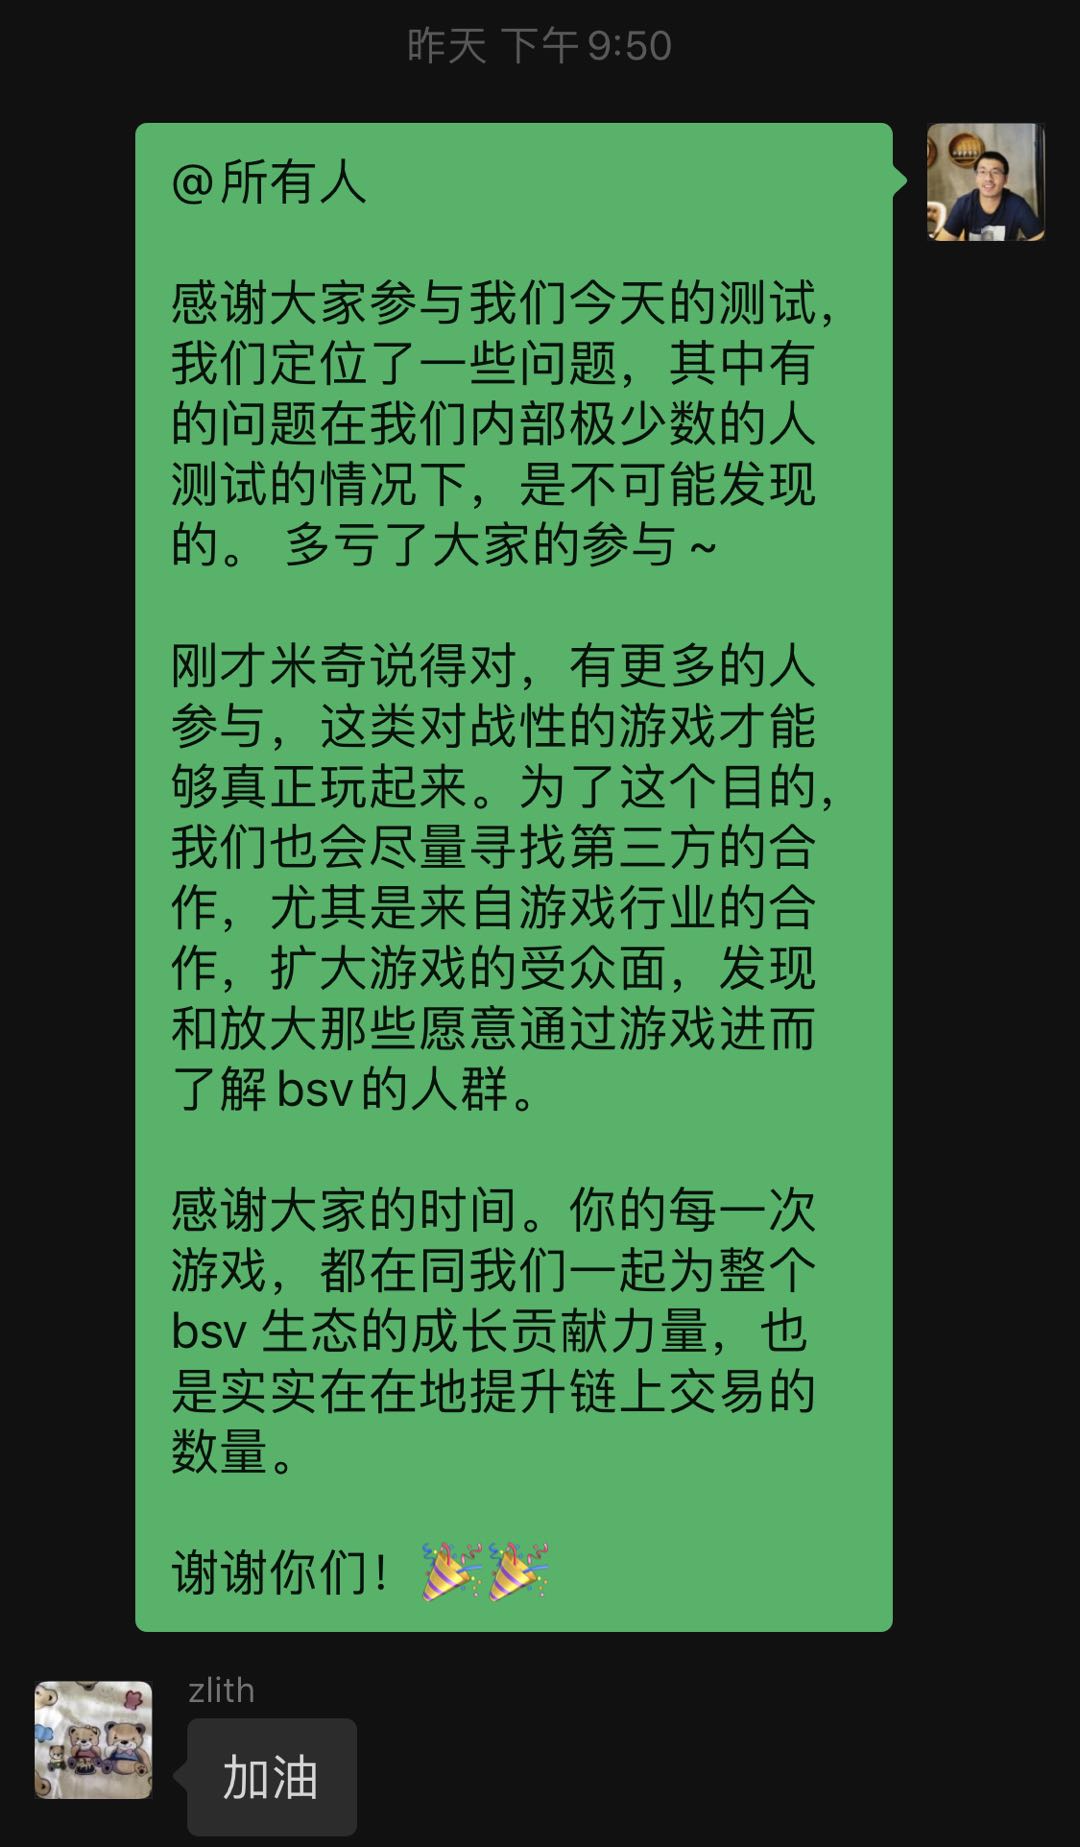 昨天 下午9:50
@所有人
感谢大家参与我们今天的测试，
我们定位了一些问题，其中有
的问题在我们内部极少数的人
测试的情况下，是不可能发现
的。 多亏了大家的参与~
刚才米奇说得对，有更多的人
参与，这类对战性的游戏才能
够真正玩起来。为了这个目的，
我们也会尽量寻找第三方的合
作，尤其是来自游戏行业的合
作，扩大游戏的受众面，发现
和放大那些愿意通过游戏进而
了解bsv的人群。
感谢大家的时间。你的每一次
游戏，都在同我们一起为整个
bsv 生态的成长贡献力量，也
是实实在在地提升链上交易的
数量。
谢谢你们！🎉🎉
zlith
加油